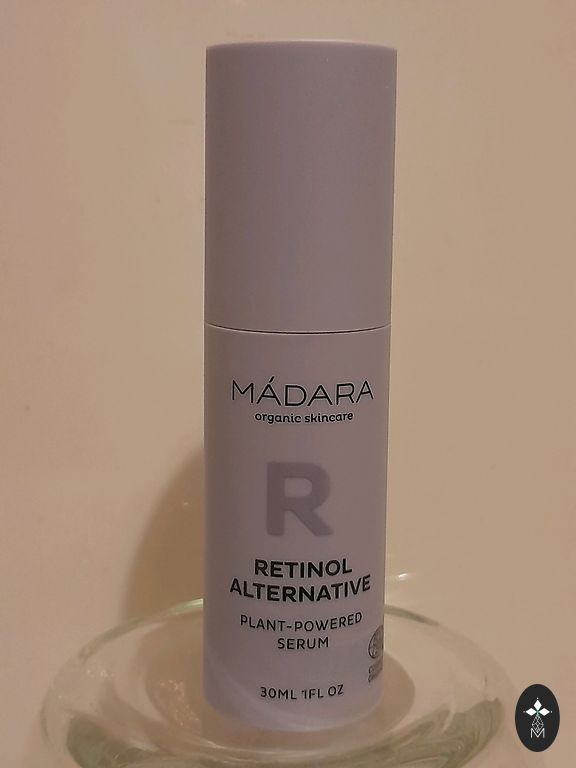 MÁDARA
organic skincare
R
RETINOL
ALTERNATIVE
PLANT-POWERED
SERUM
30ML 1FL OZ
M